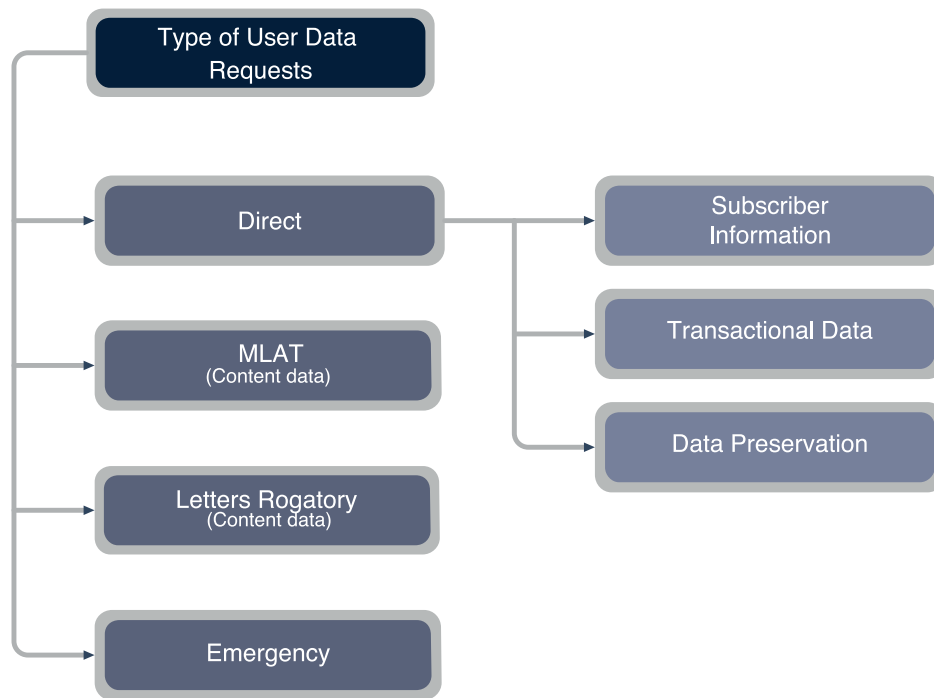 Type of User Data
Requests
Direct
Subscriber
Information
Transactional Data
MLAT
(Content data)
Data Preservation
Letters Rogatory
(Content data)
Emergency